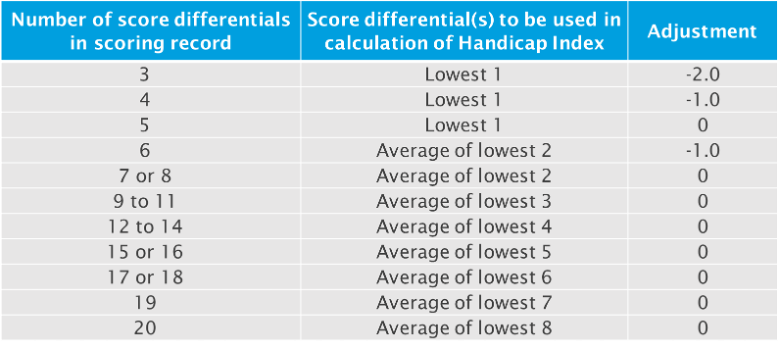 Number of score differentials in scoring record | Score differential(s) to be used in calculation of Handicap Index | Adjustment
3 Lowest 1 -2.0
4 Lowest 1 -1.0
5 Lowest 1 0
6 Average of lowest 2 -1.0
7 or 8 Average of lowest 2 0
9 to 11 Average of lowest 3 0
12 to 14 Average of lowest 4 0
15 or 16 Average of lowest 5 0
17 or 18 Average of lowest 6 0
19 Average of lowest 7 0
20 Average of lowest 8 0